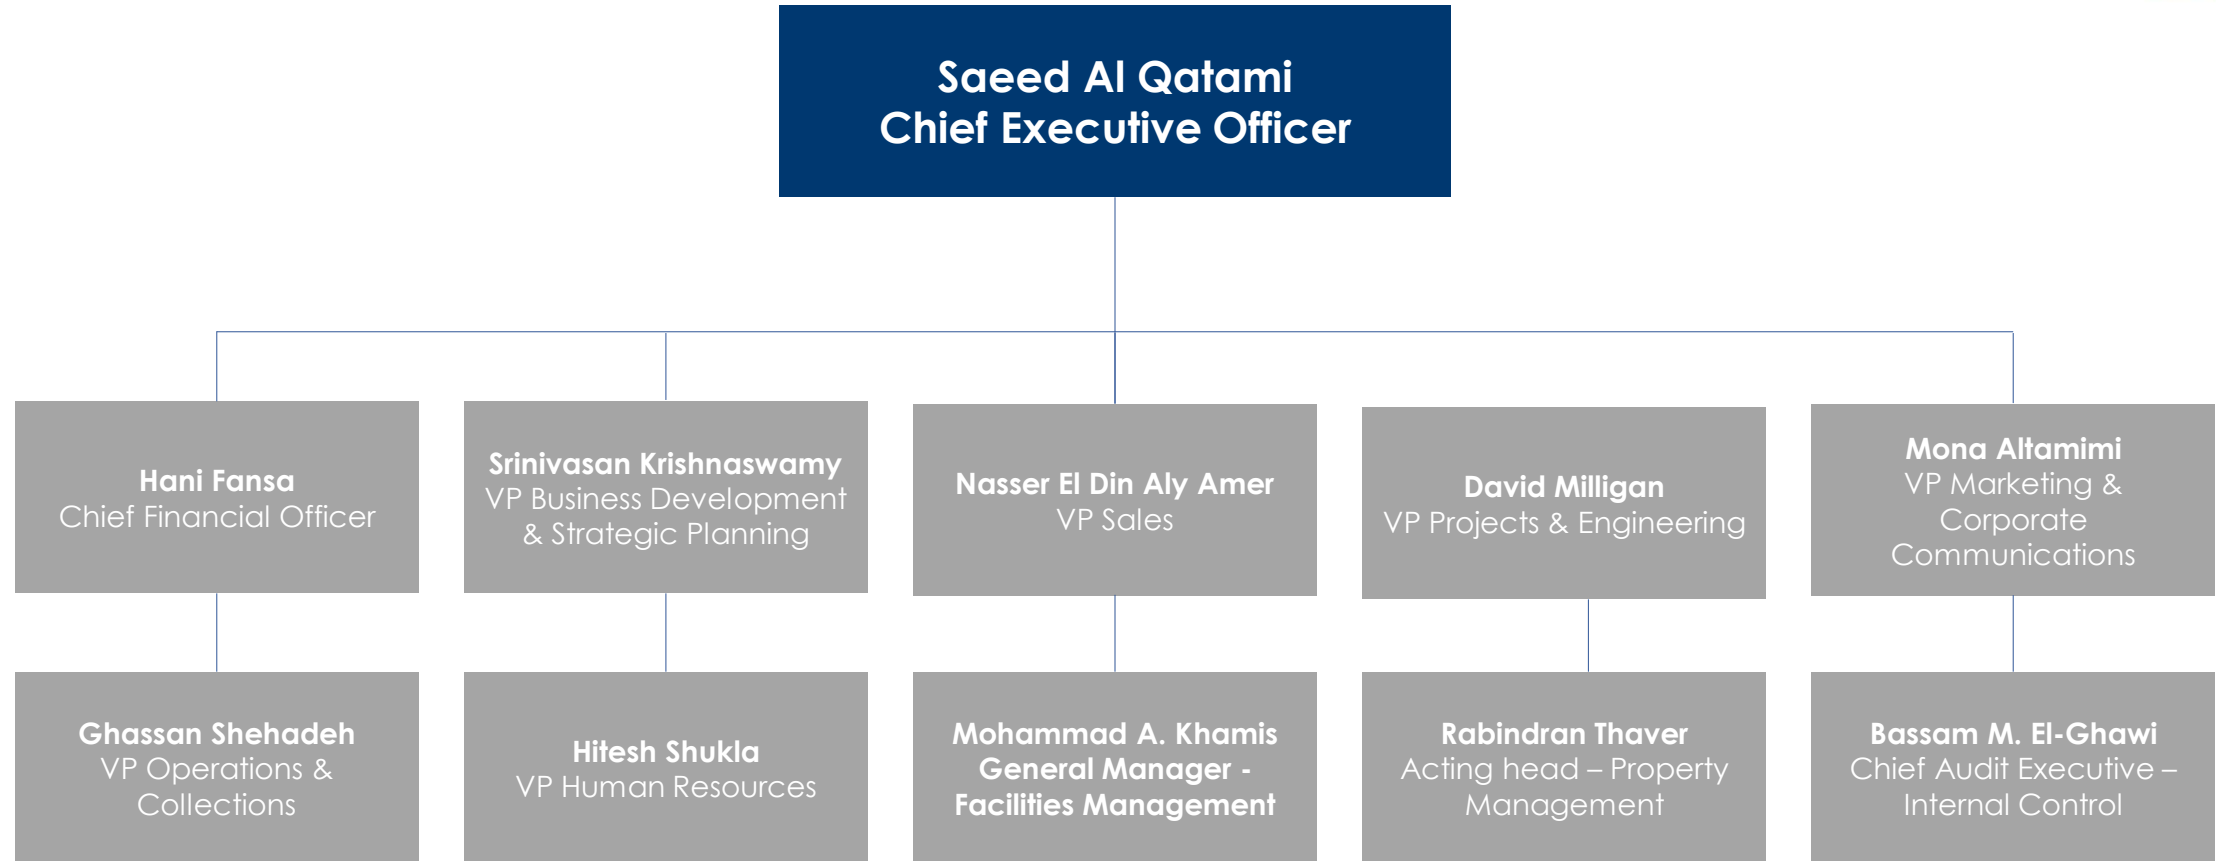 Saeed Al Qatami
Chief Executive Officer
Hani Fansa
Chief Financial Officer
Srinivasan Krishnaswamy
VP Business Development
& Strategic Planning
Nasser El Din Aly Amer
VP Sales
David Milligan
VP Projects & Engineering
Mona Altamimi
VP Marketing &
Corporate
Communications
Ghassan Shehadeh
VP Operations &
Collections
Hitesh Shukla
VP Human Resources
Mohammad A. Khamis
General Manager -
Facilities Management
Rabindran Thaver
Acting head – Property
Management
Bassam M. El-Ghawi
Chief Audit Executive –
Internal Control